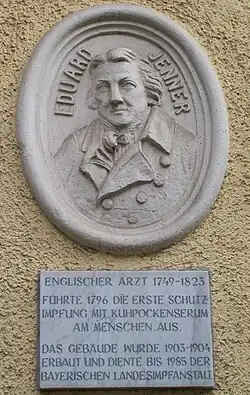 EDUARD JENNER
ENGLISCHER ARZT 1749-1823
FÜHRTE 1796 DIE ERSTE SCHUTZ
IMPFUNG MIT KUHPOCKENSERUM
AM MENSCHEN AUS.
DAS GEBÄUDE WURDE 1903-1904
ERBAUT UND DIENTE BIS 1985 DER
BAYERISCHEN LANDESIMPFANSTALT